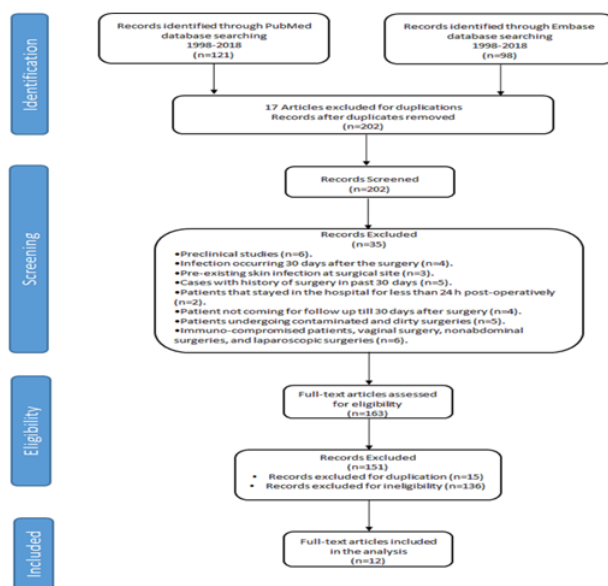 Records identified through PubMed
database searching
1998-2018
(n=121)
Records identified through Embase
database searching
1998-2018
(n=98)
Identification
17 Articles excluded for duplications
Records after duplicates removed
(n=202)
Screening
Records Screened
(n=202)
Records Excluded
(n=35)
•Preclinical studies (n=6).
•Infection occurring 30 days after the surgery (n=4).
•Pre-existing skin infection at surgical site (n=3).
•Cases with history of surgery in past 30 days (n=5).
•Patients that stayed in the hospital for less than 24 h post-operatively
(n=2).
•Patient not coming for follow up till 30 days after surgery (n=4).
•Patients undergoing contaminated and dirty surgeries (n=5).
•Immuno-compromised patients, vaginal surgery, nonabdominal
surgeries, and laparoscopic surgeries (n=6).
Eligibility
Full-text articles assessed
for eligibility
(n=163)
Records Excluded
(n=151)
• Records excluded for duplication (n=15)
• Records excluded for ineligibility (n=136)
Included
Full-text articles included
in the analysis
(n=12)